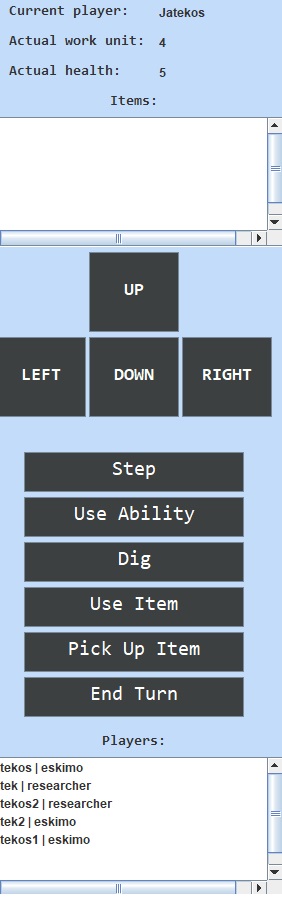 Current player: Jatekos
Actual work unit: 4
Actual health: 5
Items:
UP
LEFT DOWN RIGHT
Step
Use Ability
Dig
Use Item
Pick Up Item
End Turn
Players:
tekos | eskimo
tek | researcher
tekos2 | researcher
tek2 | eskimo
tekos1 | eskimo